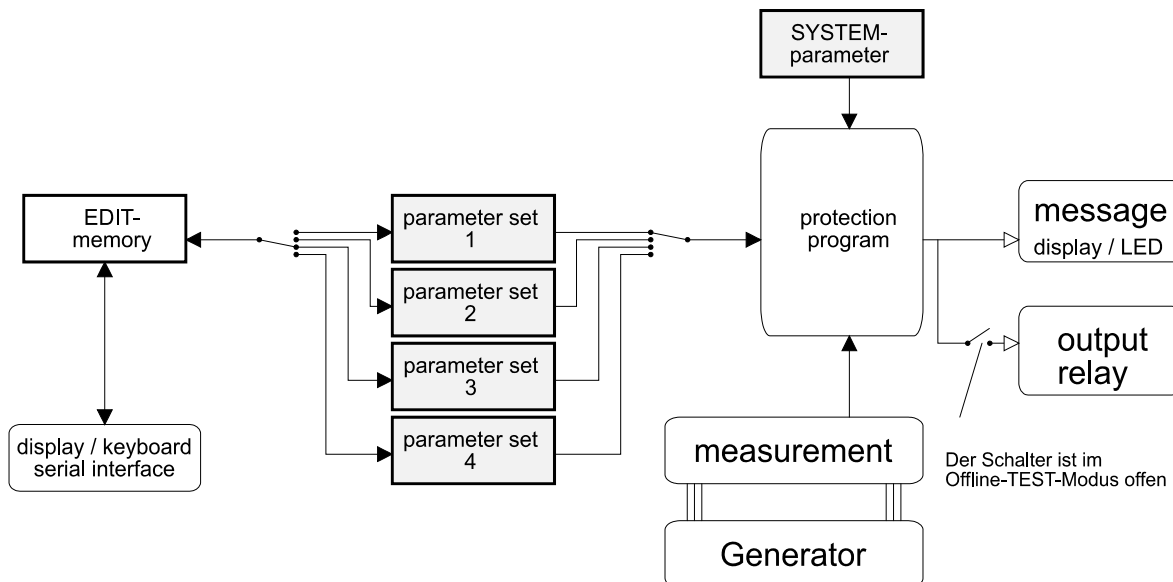 SYSTEM-
parameter
EDIT-
memory
parameter set
1
parameter set
2
parameter set
3
parameter set
4
protection
program
message
display / LED
output
relay
display / keyboard
serial interface
measurement
Der Schalter ist im
Offline-TEST-Modus offen
Generator